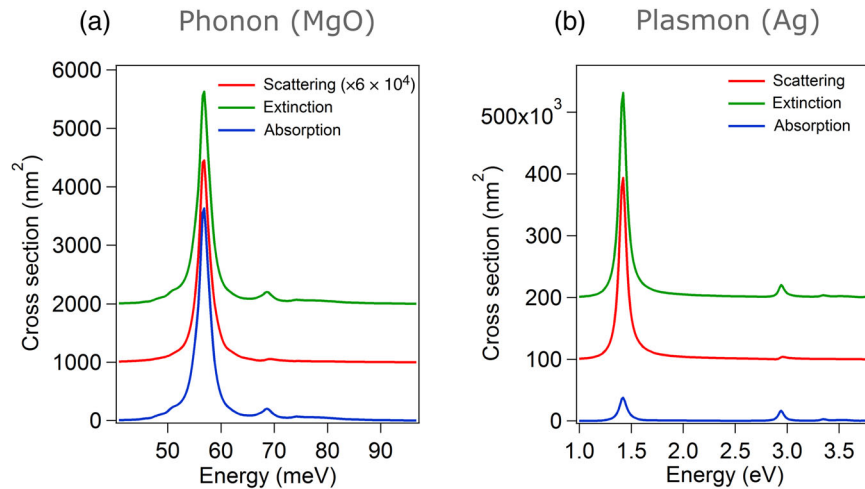 (a) Phonon (MgO)
6000
5000
4000
3000
2000
1000
0
Cross section (nm²)
Scattering (×6 × 10⁴)
Extinction
Absorption
50 60 70 80 90
Energy (meV)
(b) Plasmon (Ag)
500x10³
400
300
200
100
0
Cross section (nm²)
Scattering
Extinction
Absorption
1.0 1.5 2.0 2.5 3.0 3.5
Energy (eV)